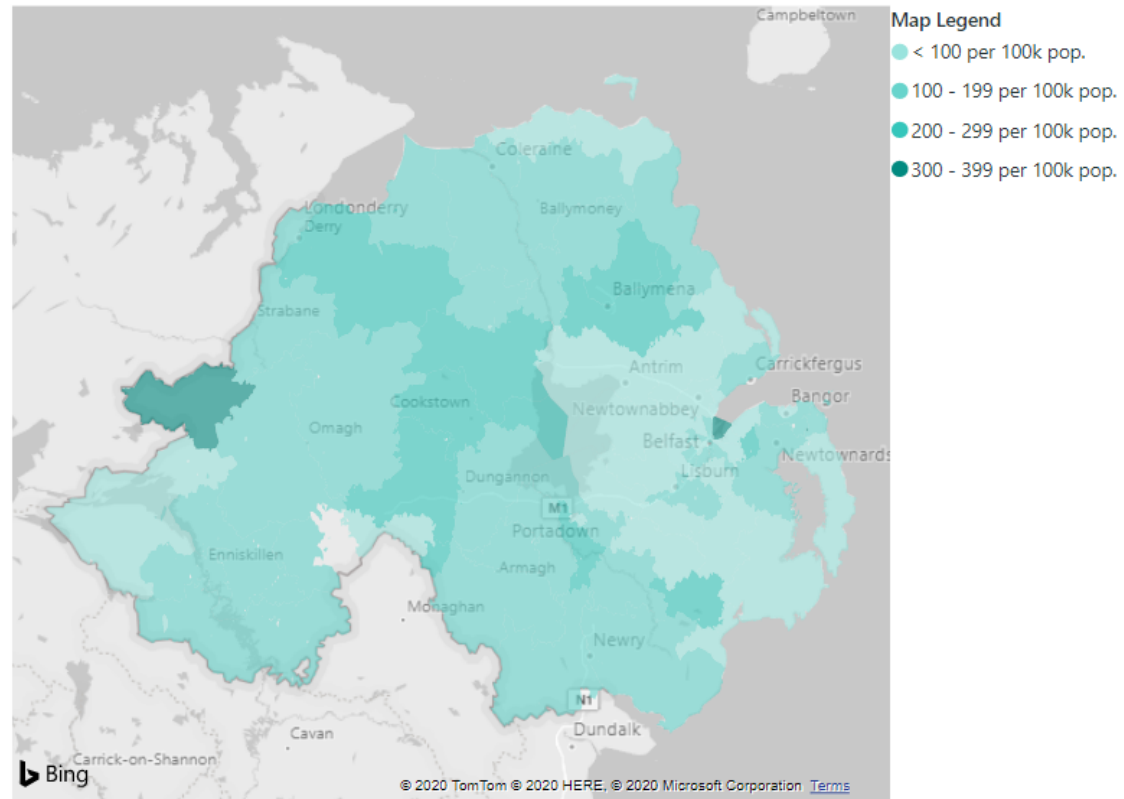 Campbeltown
Map Legend
< 100 per 100k pop.
100 - 199 per 100k pop.
200 - 299 per 100k pop.
300 - 399 per 100k pop.
Coleraine
Londonderry
Derry
Ballymoney
Ballymena
Strabane
Antrim
Carrickfergus
Cookstown
Newtownabbey
Bangor
Omagh
Belfast
Newtownards
Lisburn
Dungannon
M1
Portadown
Enniskillen
Armagh
Monaghan
Newry
N1
Dundalk
Cavan
Carrick-on-Shannon
Bing
© 2020 TomTom © 2020 HERE, © 2020 Microsoft Corporation Terms